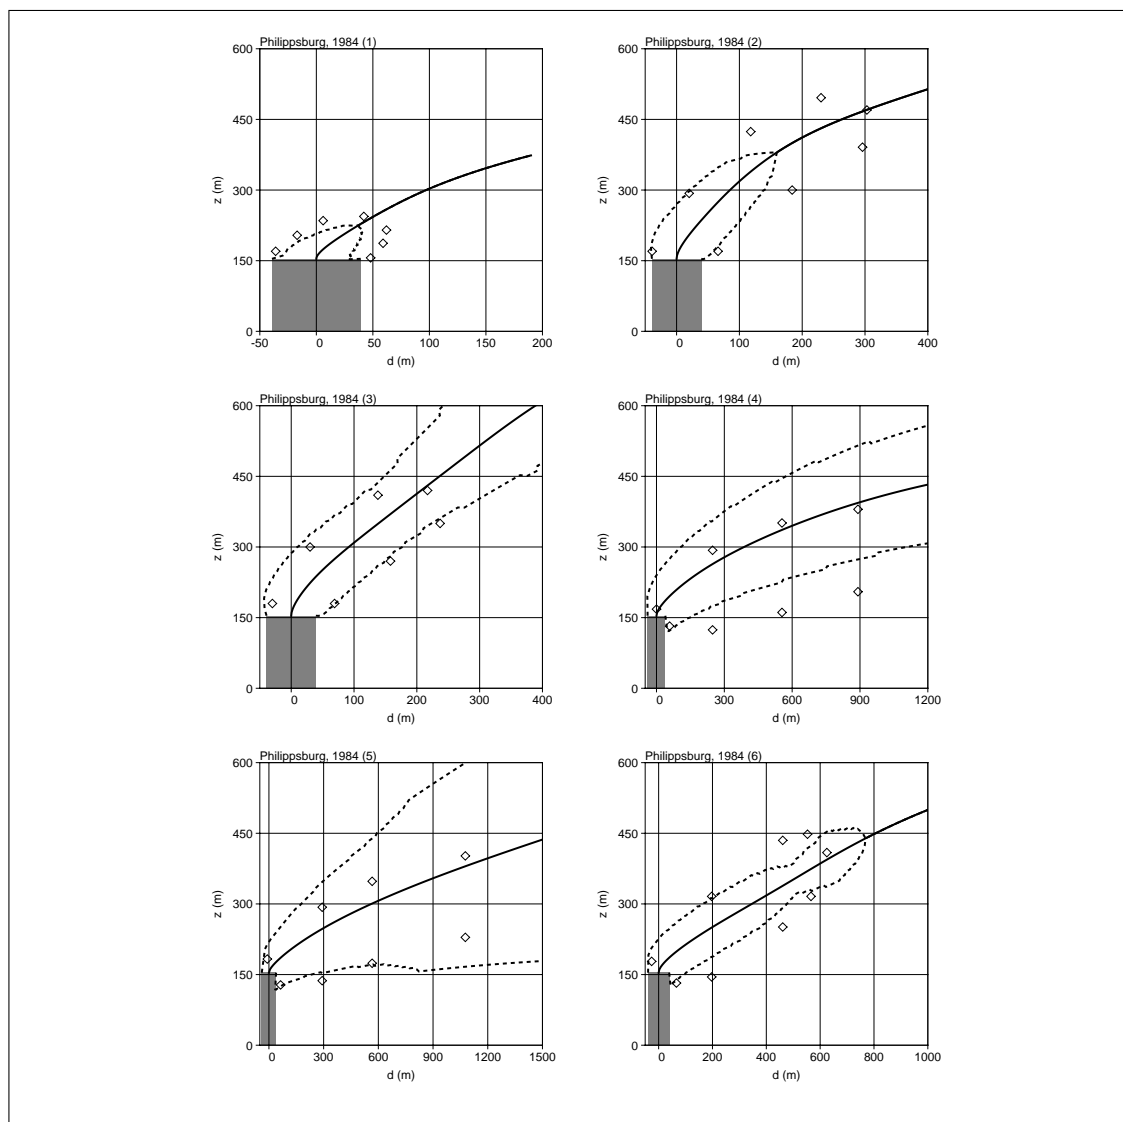 Philippsburg, 1984 (1)
600
450
300
150
0
z (m)
-50 0 50 100 150 200
d (m)
Philippsburg, 1984 (2)
600
450
300
150
0
z (m)
0 100 200 300 400
d (m)
Philippsburg, 1984 (3)
600
450
300
150
0
z (m)
0 100 200 300 400
d (m)
Philippsburg, 1984 (4)
600
450
300
150
0
z (m)
0 300 600 900 1200
d (m)
Philippsburg, 1984 (5)
600
450
300
150
0
z (m)
0 300 600 900 1200 1500
d (m)
Philippsburg, 1984 (6)
600
450
300
150
0
z (m)
0 200 400 600 800 1000
d (m)